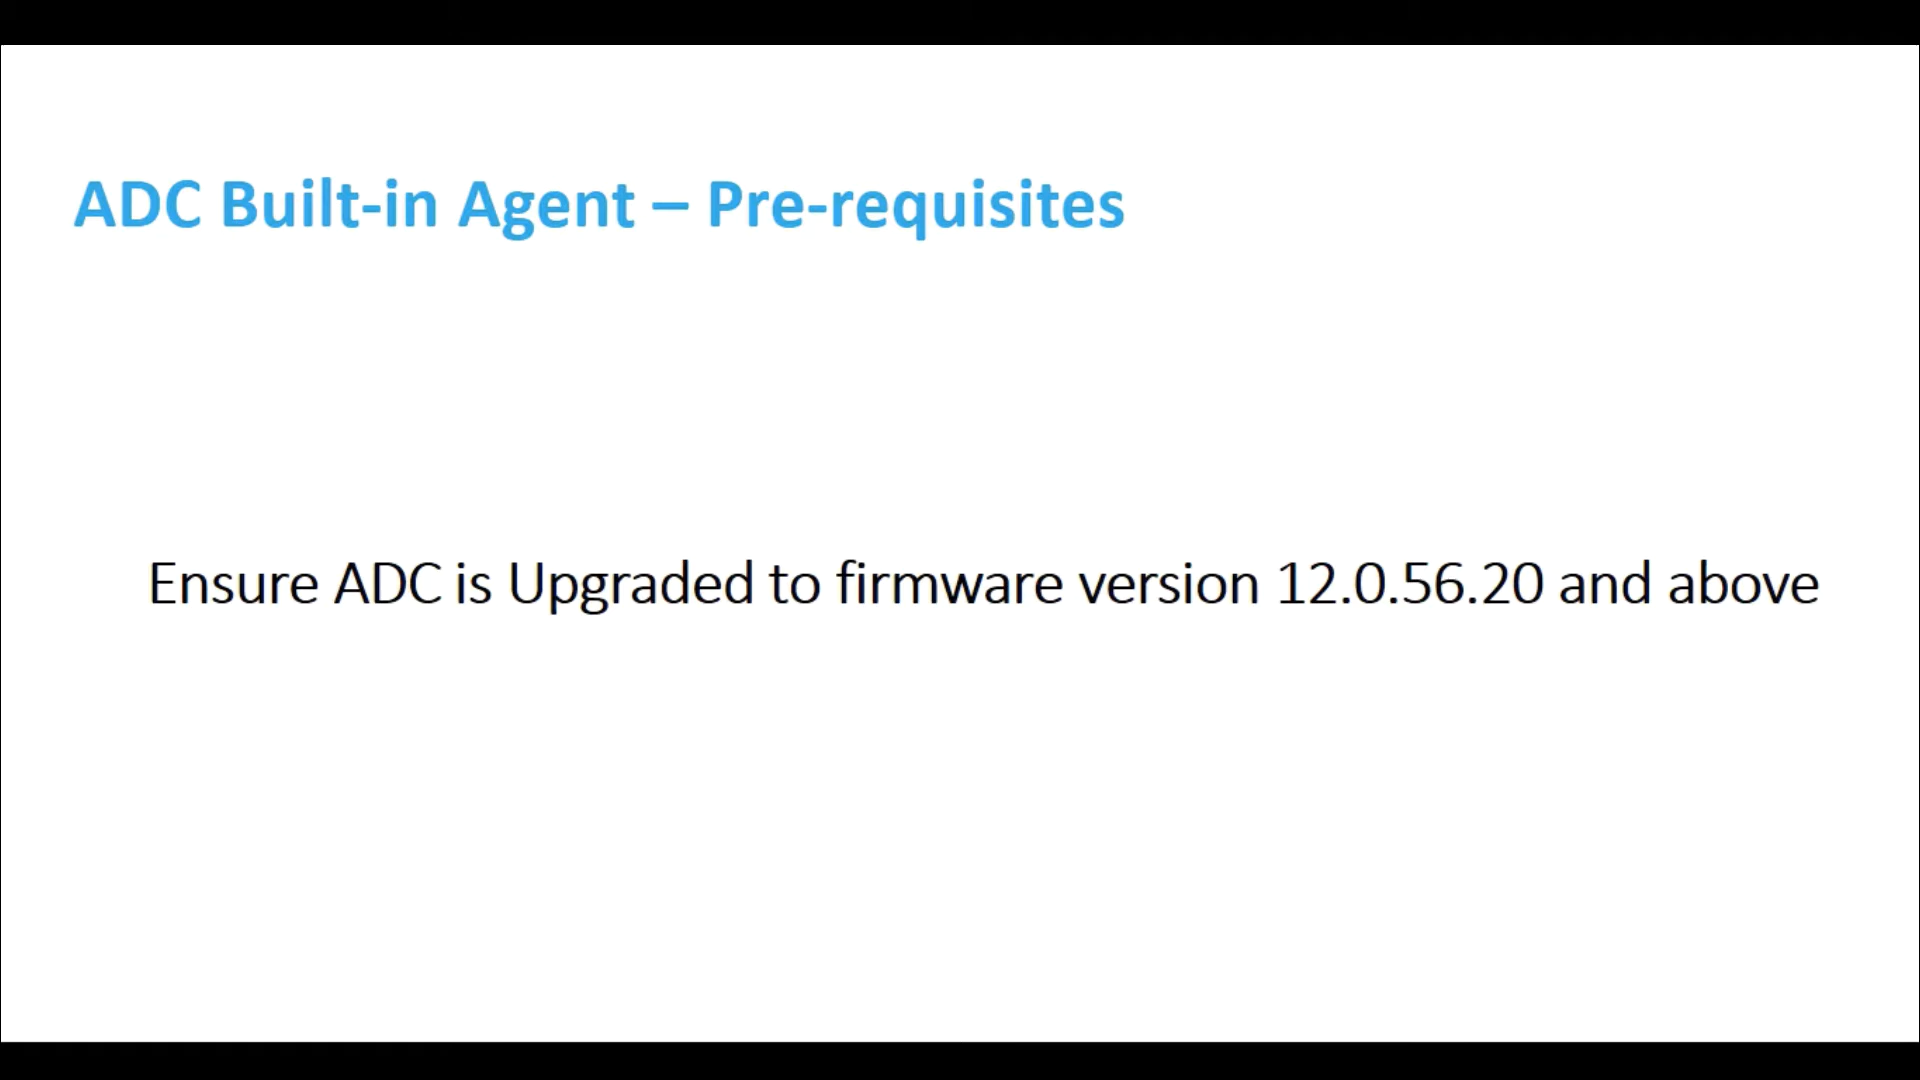 ADC Built-in Agent – Pre-requisites
Ensure ADC is Upgraded to firmware version 12.0.56.20 and above